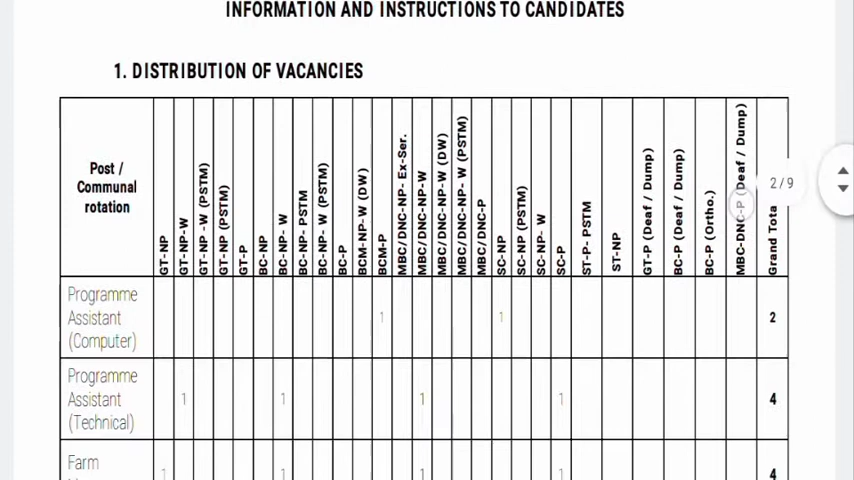 INFORMATION AND INSTRUCTIONS TO CANDIDATES
1. DISTRIBUTION OF VACANCIES
Post / Communal rotation
GT-NP
GT-NP-W
GT-NP -W (PSTM)
GT-NP (PSTM)
GT-P
BC-NP
BC-NP- W
BC-NP- PSTM
BC-NP- W (PSTM)
BC-P
BCM-NP-W (DW)
BCM-P
MBC/DNC-NP- Ex-Ser.
MBC/DNC-NP-W
MBC/DNC-NP-W (DW)
MBC/DNC-NP- W (PSTM)
MBC/DNC-P
SC-NP
SC-NP (PSTM)
SC-NP- W
SC-P
ST-P- PSTM
ST-NP
GT-P (Deaf / Dump)
BC-P (Deaf / Dump)
BC-P (Ortho.)
MBC-DNC-P (Deaf / Dump)
Grand Tota
2/9
Programme
Assistant
(Computer)
1 1 2
Programme
Assistant
(Technical)
1 1 1 1 4
Farm
1 1 1 1 4